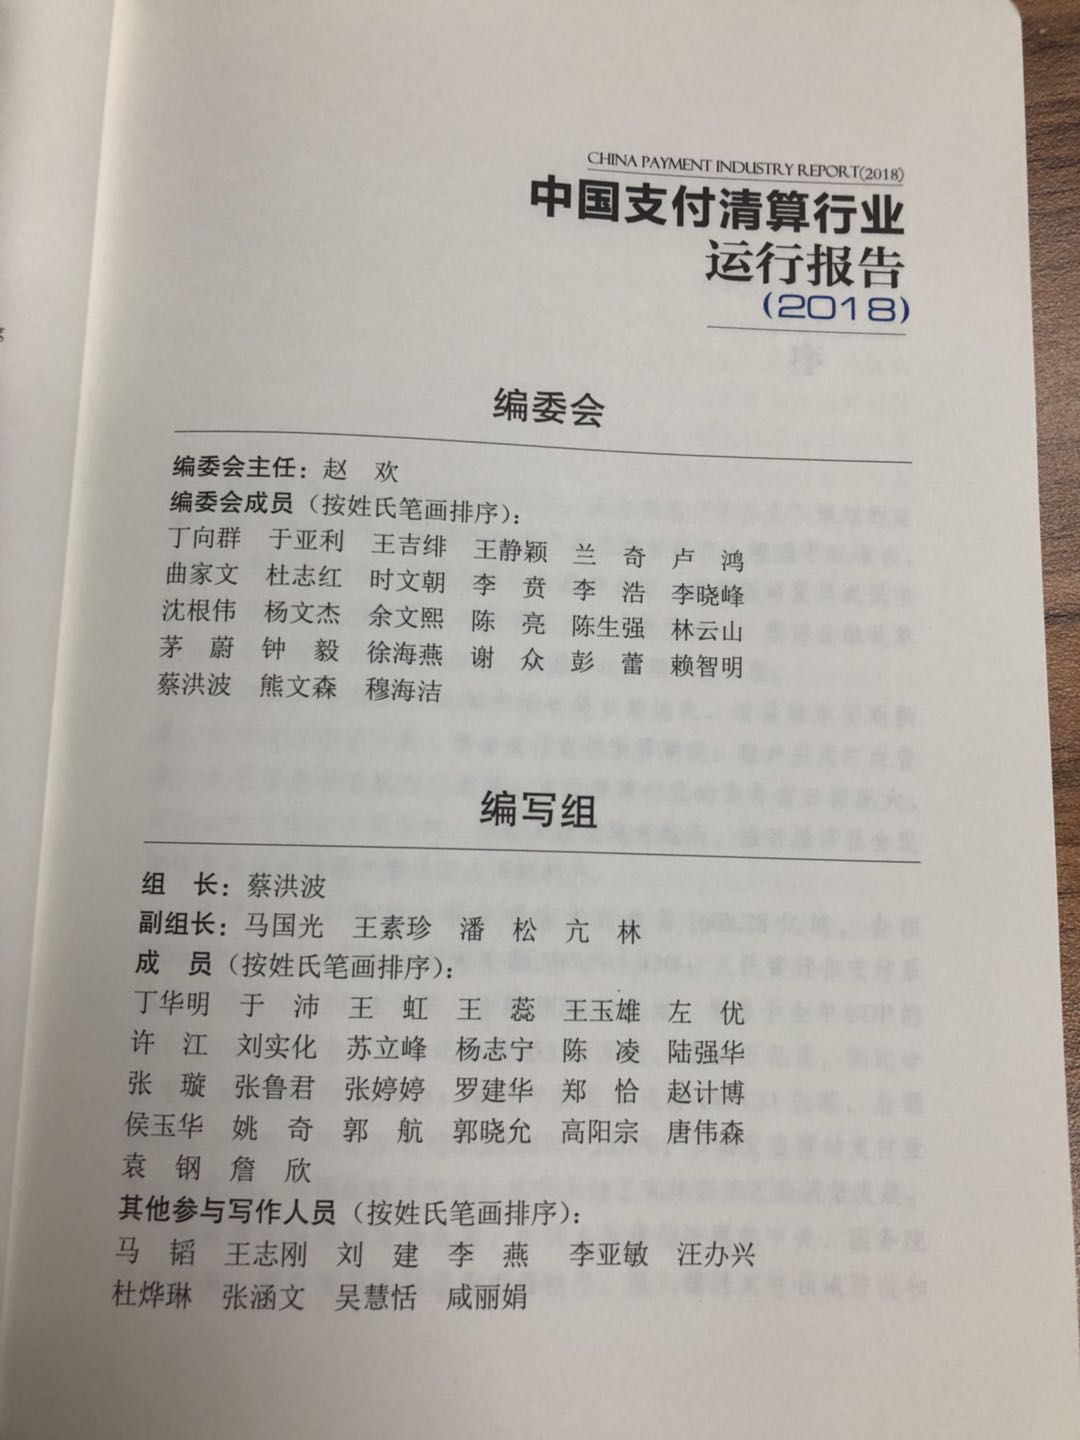 CHINA PAYMENT INDUSTRY REPORT(2018)
中国支付清算行业
运行报告
(2018)
编委会
编委会主任：赵 欢
编委会成员（按姓氏笔画排序）：
丁向群 于亚利 王吉绯 王静颖 兰 奇 卢 鸿
曲家文 杜志红 时文朝 李 贲 李 浩 李晓峰
沈根伟 杨文杰 余文熙 陈 亮 陈生强 林云山
茅 蔚 钟 毅 徐海燕 谢 众 彭 蕾 赖智明
蔡洪波 熊文森 穆海洁
编写组
组 长：蔡洪波
副组长：马国光 王素珍 潘 松 亢 林
成 员（按姓氏笔画排序）：
丁华明 于 沛 王 虹 王 蕊 王玉雄 左 优
许 江 刘实化 苏立峰 杨志宁 陈 凌 陆强华
张 璇 张鲁君 张婷婷 罗建华 郑 恰 赵计博
侯玉华 姚 奇 郭 航 郭晓允 高阳宗 唐伟森
袁 钢 詹 欣
其他参与写作人员（按姓氏笔画排序）：
马 韬 王志刚 刘 建 李 燕 李亚敏 汪办兴
杜烨琳 张涵文 吴慧恬 咸丽娟